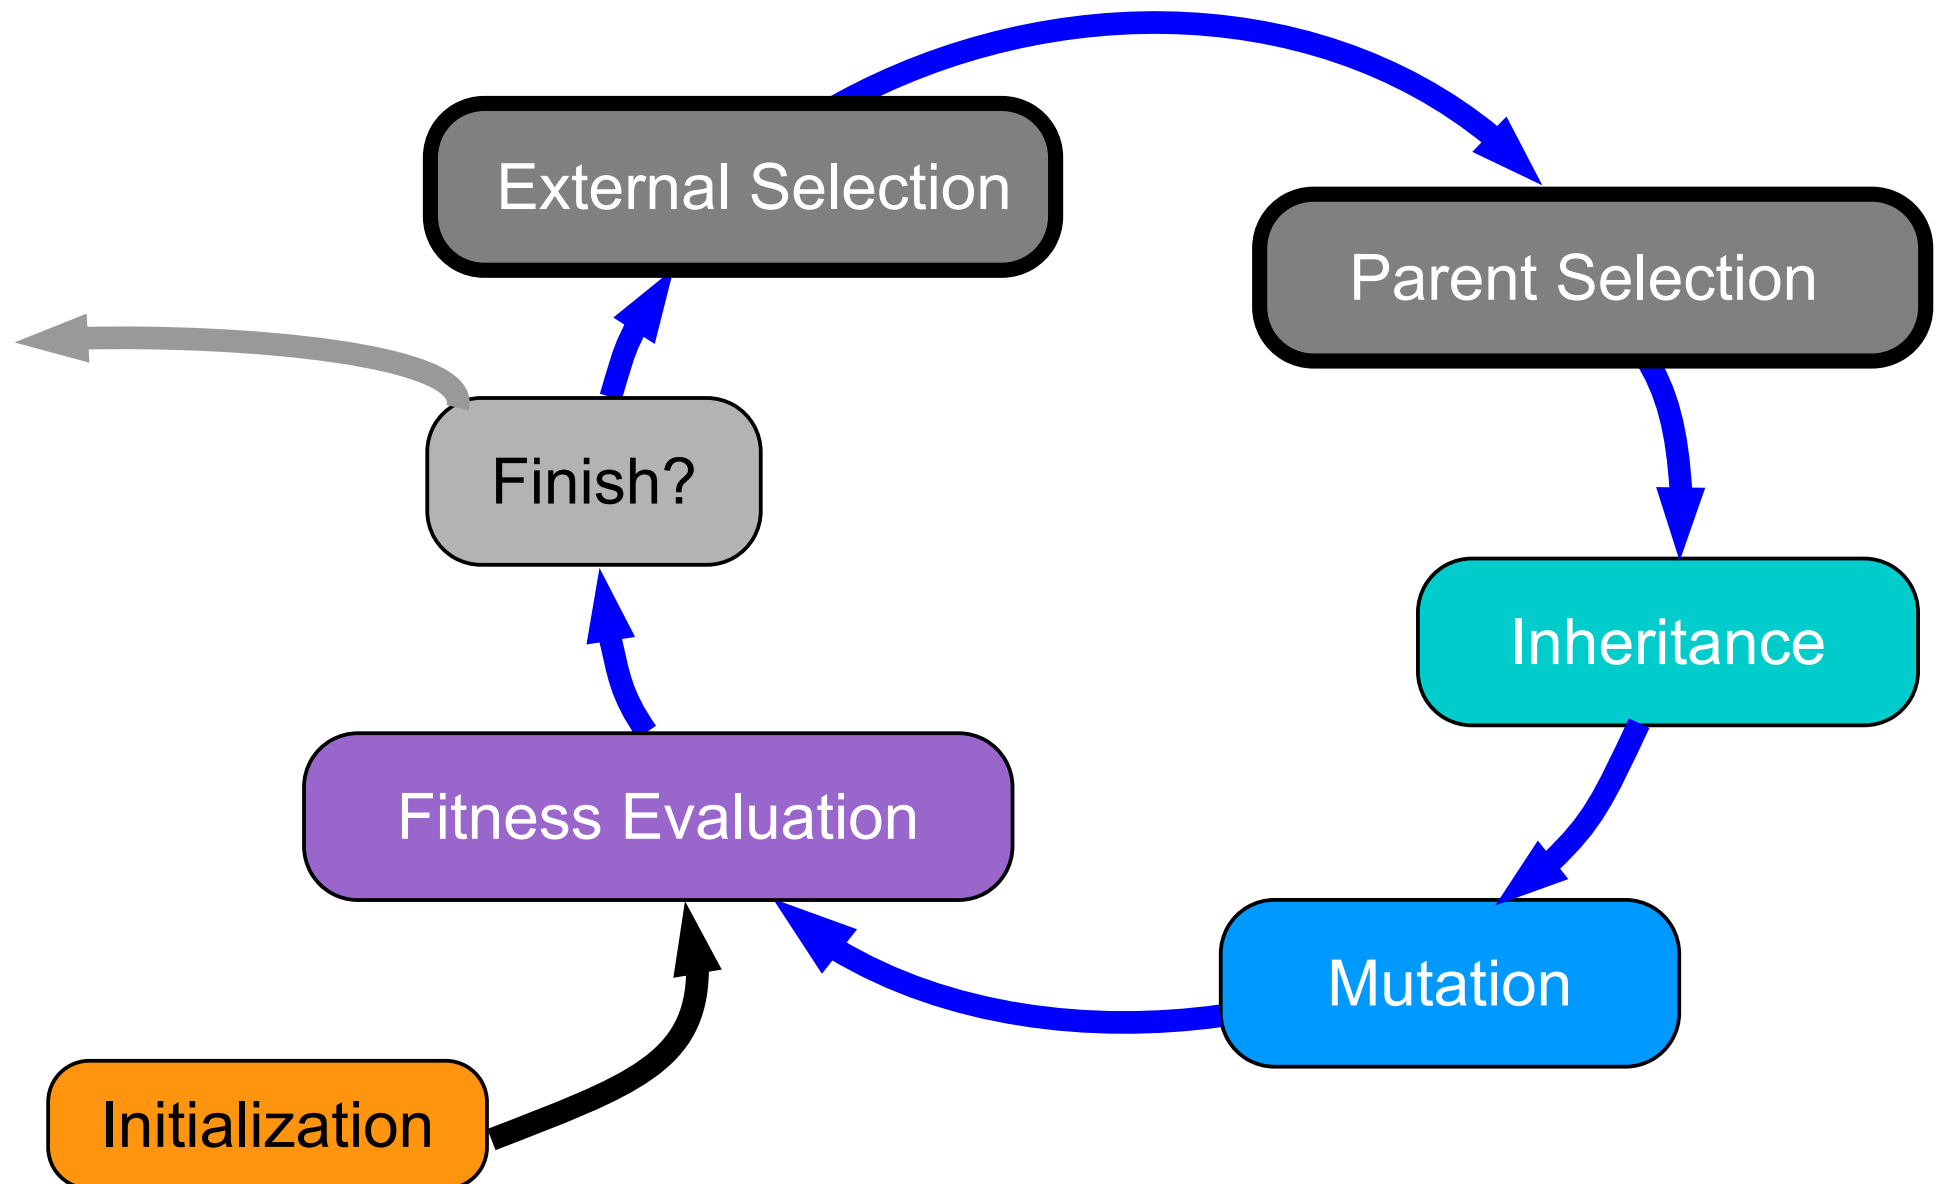 External Selection
Parent Selection
Finish?
Inheritance
Fitness Evaluation
Mutation
Initialization